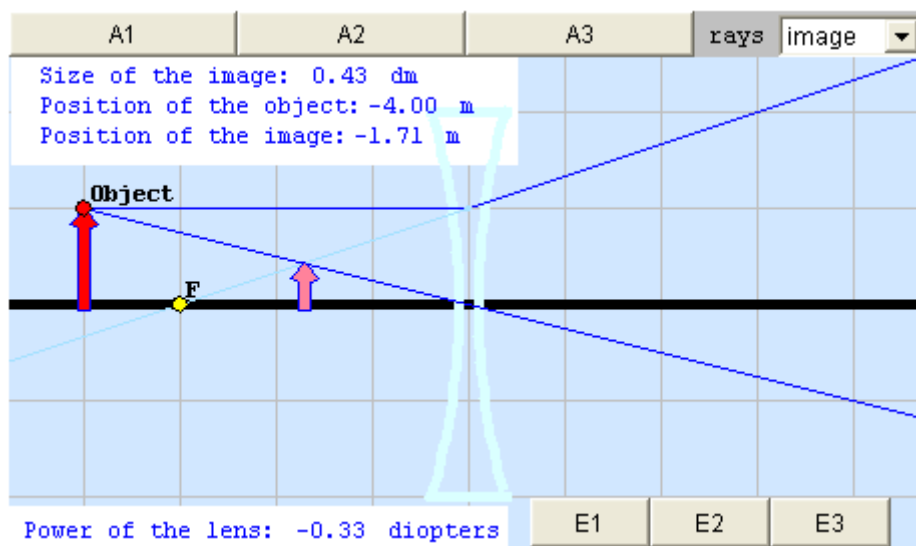 A1 A2 A3 rays image
Size of the image: 0.43 dm
Position of the object: -4.00 m
Position of the image: -1.71 m
Object
F
Power of the lens: -0.33 diopters
E1 E2 E3